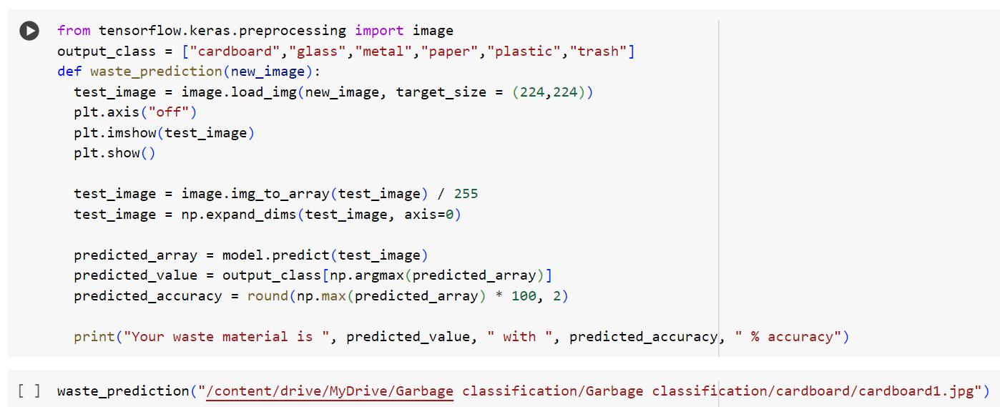 from tensorflow.keras.preprocessing import image
output_class = ["cardboard","glass","metal","paper","plastic","trash"]
def waste_prediction(new_image):
  test_image = image.load_img(new_image, target_size = (224,224))
  plt.axis("off")
  plt.imshow(test_image)
  plt.show()

  test_image = image.img_to_array(test_image) / 255
  test_image = np.expand_dims(test_image, axis=0)

  predicted_array = model.predict(test_image)
  predicted_value = output_class[np.argmax(predicted_array)]
  predicted_accuracy = round(np.max(predicted_array) * 100, 2)

  print("Your waste material is ", predicted_value, " with ", predicted_accuracy, " % accuracy")

[ ] waste_prediction("/content/drive/MyDrive/Garbage classification/Garbage classification/cardboard/cardboard1.jpg")